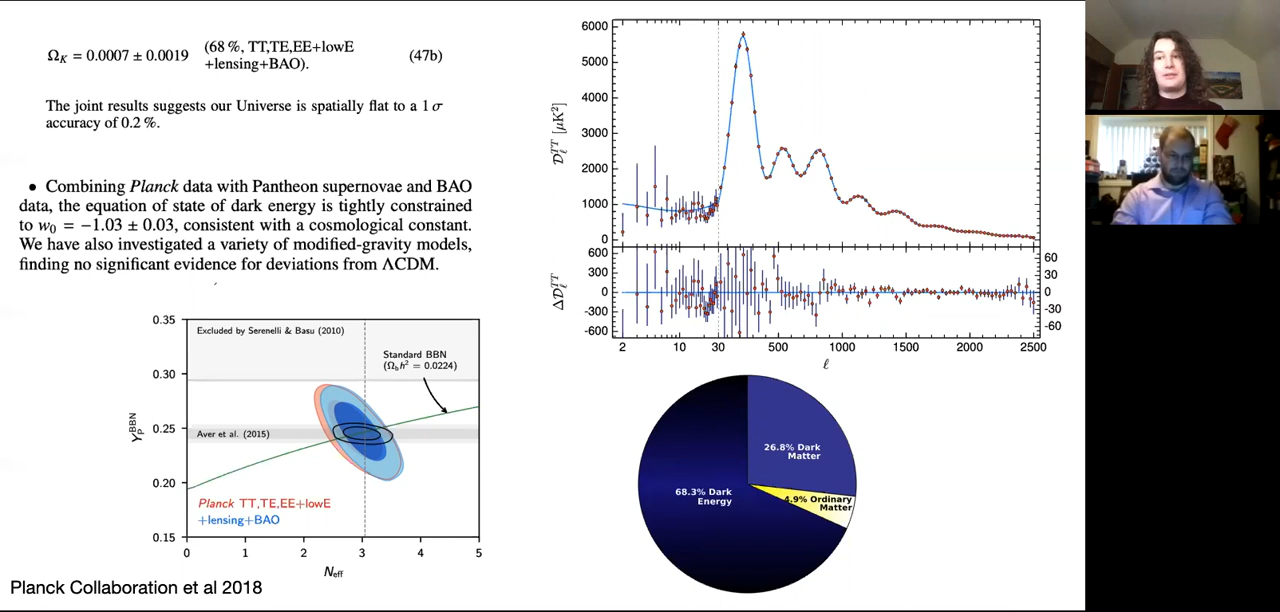 Ω_K = 0.0007 ± 0.0019 (68 %, TT,TE,EE+lowE
+lensing+BAO). (47b)
The joint results suggests our Universe is spatially flat to a 1 σ
accuracy of 0.2 %.
• Combining Planck data with Pantheon supernovae and BAO
data, the equation of state of dark energy is tightly constrained
to w₀ = −1.03 ± 0.03, consistent with a cosmological constant.
We have also investigated a variety of modified-gravity models,
finding no significant evidence for deviations from ΛCDM.
0.35
0.30
0.25
0.20
0.15
Y_P^BBN
Excluded by Serenelli & Basu (2010)
Standard BBN
(Ω_b h² = 0.0224)
Aver et al. (2015)
Planck TT,TE,EE+lowE
+lensing+BAO
0 1 2 3 4 5
N_eff
Planck Collaboration et al 2018
6000
5000
4000
3000
2000
1000
0
D_ℓ^TT [μK²]
600
300
0
-300
-600
ΔD_ℓ^TT
60
30
0
-30
-60
2 10 30 500 1000 1500 2000 2500
ℓ
26.8% Dark
Matter
68.3% Dark
Energy
4.9% Ordinary
Matter